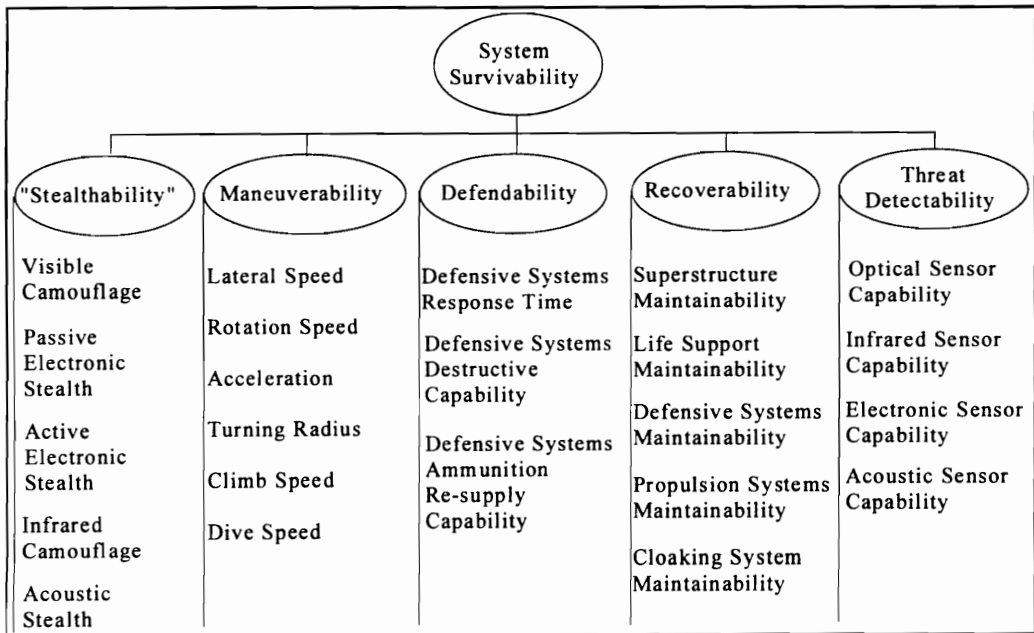 System
Survivability
"Stealthability"
Visible
Camouflage
Passive
Electronic
Stealth
Active
Electronic
Stealth
Infrared
Camouflage
Acoustic
Stealth
Maneuverability
Lateral Speed
Rotation Speed
Acceleration
Turning Radius
Climb Speed
Dive Speed
Defendability
Defensive Systems
Response Time
Defensive Systems
Destructive
Capability
Defensive Systems
Ammunition
Re-supply
Capability
Recoverability
Superstructure
Maintainability
Life Support
Maintainability
Defensive Systems
Maintainability
Propulsion Systems
Maintainability
Cloaking System
Maintainability
Threat
Detectability
Optical Sensor
Capability
Infrared Sensor
Capability
Electronic Sensor
Capability
Acoustic Sensor
Capability